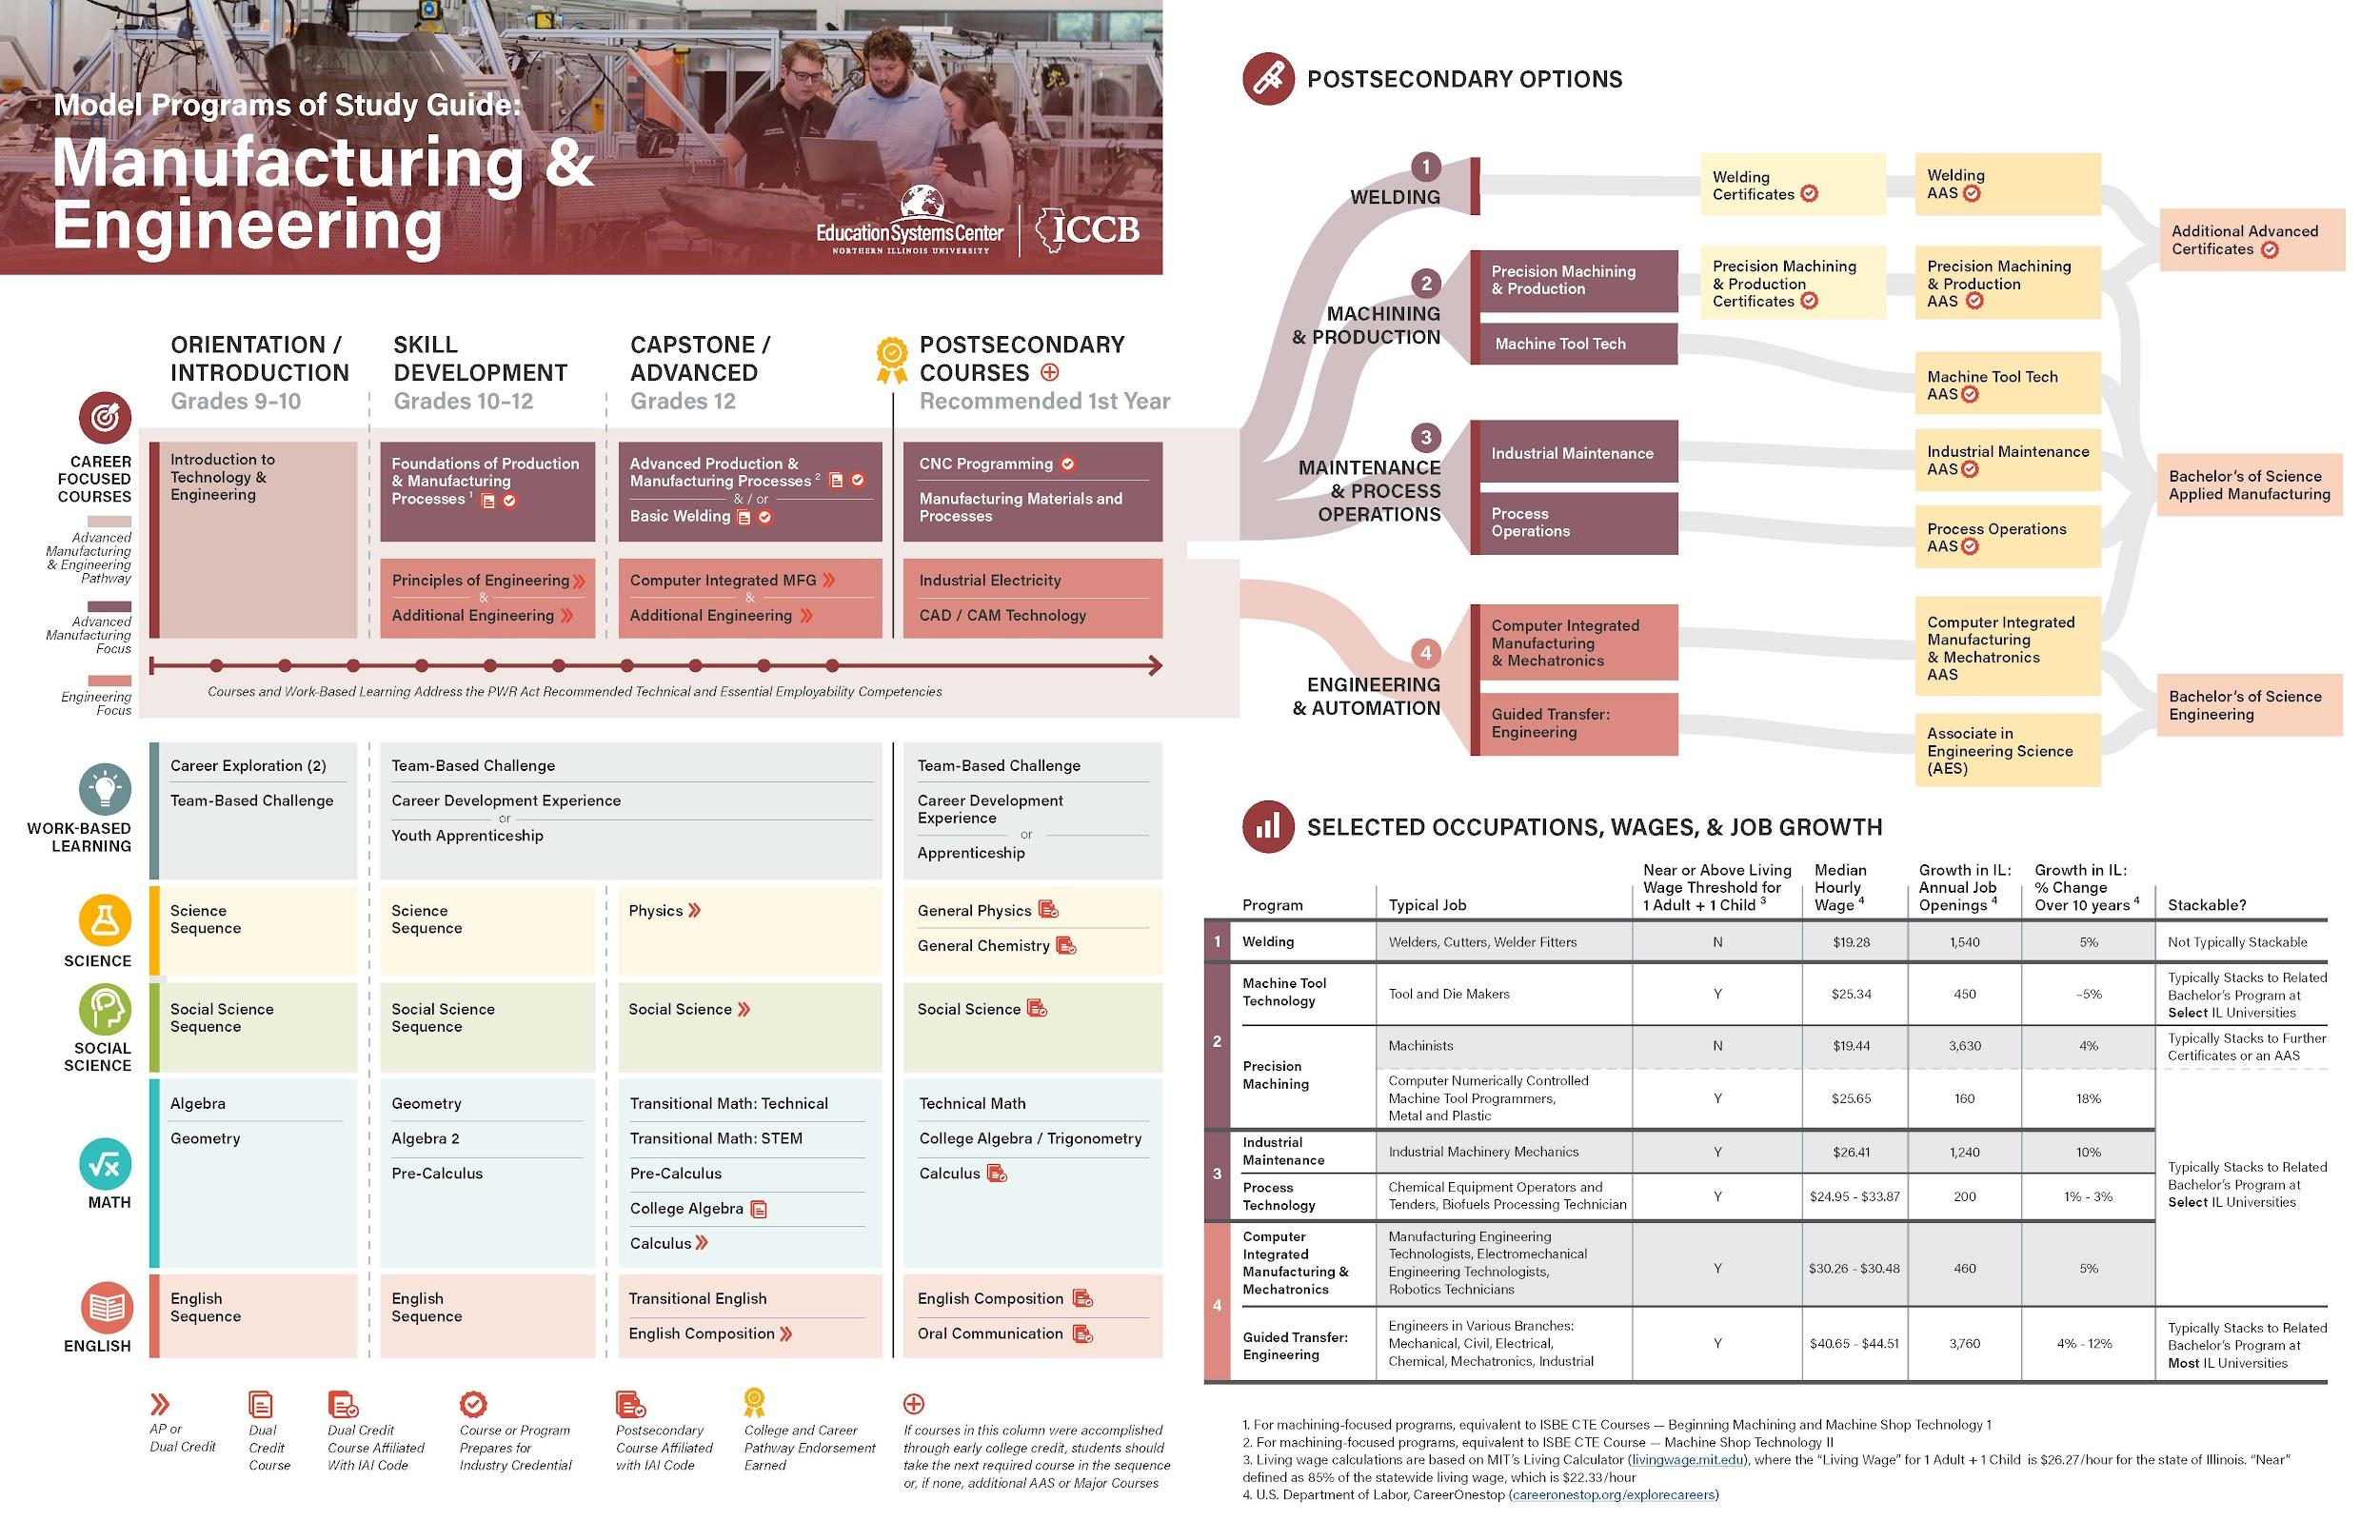 Model Programs of Study Guide:
Manufacturing &
Engineering
Education Systems Center
NORTHERN ILLINOIS UNIVERSITY
ICCB
ORIENTATION /
INTRODUCTION
Grades 9–10
SKILL
DEVELOPMENT
Grades 10–12
CAPSTONE /
ADVANCED
Grades 12
POSTSECONDARY
COURSES
Recommended 1st Year
CAREER
FOCUSED
COURSES
Advanced
Manufacturing
& Engineering
Pathway
Advanced
Manufacturing
Focus
Engineering
Focus
Introduction to
Technology &
Engineering
Foundations of Production
& Manufacturing
Processes 1
Advanced Production &
Manufacturing Processes 2
& / or
Basic Welding
CNC Programming
Manufacturing Materials and
Processes
Principles of Engineering
&
Additional Engineering
Computer Integrated MFG
&
Additional Engineering
Industrial Electricity
CAD / CAM Technology
Courses and Work-Based Learning Address the PWR Act Recommended Technical and Essential Employability Competencies
WORK-BASED
LEARNING
Career Exploration (2)
Team-Based Challenge
Team-Based Challenge
Career Development Experience
or
Youth Apprenticeship
Team-Based Challenge
Career Development
Experience
or
Apprenticeship
SCIENCE
Science
Sequence
Science
Sequence
Physics
General Physics
General Chemistry
SOCIAL
SCIENCE
Social Science
Sequence
Social Science
Sequence
Social Science
Social Science
MATH
Algebra
Geometry
Geometry
Algebra 2
Pre-Calculus
Transitional Math: Technical
Transitional Math: STEM
Pre-Calculus
College Algebra
Calculus
Technical Math
College Algebra / Trigonometry
Calculus
ENGLISH
English
Sequence
English
Sequence
Transitional English
English Composition
English Composition
Oral Communication
AP or
Dual Credit
Dual
Credit
Course
Dual Credit
Course Affiliated
With IAI Code
Course or Program
Prepares for
Industry Credential
Postsecondary
Course Affiliated
with IAI Code
College and Career
Pathway Endorsement
Earned
If courses in this column were accomplished
through early college credit, students should
take the next required course in the sequence
or, if none, additional AAS or Major Courses
POSTSECONDARY OPTIONS
1
WELDING
Welding
Certificates
Welding
AAS
Additional Advanced
Certificates
2
MACHINING
& PRODUCTION
Precision Machining
& Production
Precision Machining
& Production
Certificates
Precision Machining
& Production
AAS
Machine Tool Tech
Machine Tool Tech
AAS
3
MAINTENANCE
& PROCESS
OPERATIONS
Industrial Maintenance
Industrial Maintenance
AAS
Process
Operations
Process Operations
AAS
Bachelor's of Science
Applied Manufacturing
4
ENGINEERING
& AUTOMATION
Computer Integrated
Manufacturing
& Mechatronics
Computer Integrated
Manufacturing
& Mechatronics
AAS
Guided Transfer:
Engineering
Associate in
Engineering Science
(AES)
Bachelor's of Science
Engineering
SELECTED OCCUPATIONS, WAGES, & JOB GROWTH
Program
Typical Job
Near or Above Living
Wage Threshold for
1 Adult + 1 Child 3
Median
Hourly
Wage 4
Growth in IL:
Annual Job
Openings 4
Growth in IL:
% Change
Over 10 years 4
Stackable?
1
Welding
Welders, Cutters, Welder Fitters
N
$19.28
1,540
5%
Not Typically Stackable
2
Machine Tool
Technology
Tool and Die Makers
Y
$25.34
450
–5%
Typically Stacks to Related
Bachelor's Program at
Select IL Universities
Precision
Machining
Machinists
N
$19.44
3,630
4%
Typically Stacks to Further
Certificates or an AAS
Computer Numerically Controlled
Machine Tool Programmers,
Metal and Plastic
Y
$25.65
160
18%
3
Industrial
Maintenance
Industrial Machinery Mechanics
Y
$26.41
1,240
10%
Typically Stacks to Related
Bachelor's Program at
Select IL Universities
Process
Technology
Chemical Equipment Operators and
Tenders, Biofuels Processing Technician
Y
$24.95 - $33.87
200
1% - 3%
4
Computer
Integrated
Manufacturing &
Mechatronics
Manufacturing Engineering
Technologists, Electromechanical
Engineering Technologists,
Robotics Technicians
Y
$30.26 - $30.48
460
5%
Guided Transfer:
Engineering
Engineers in Various Branches:
Mechanical, Civil, Electrical,
Chemical, Mechatronics, Industrial
Y
$40.65 - $44.51
3,760
4% - 12%
Typically Stacks to Related
Bachelor's Program at
Most IL Universities
1. For machining-focused programs, equivalent to ISBE CTE Courses — Beginning Machining and Machine Shop Technology 1
2. For machining-focused programs, equivalent to ISBE CTE Course — Machine Shop Technology II
3. Living wage calculations are based on MIT's Living Calculator (livingwage.mit.edu), where the "Living Wage" for 1 Adult + 1 Child is $26.27/hour for the state of Illinois. "Near"
defined as 85% of the statewide living wage, which is $22.33/hour
4. U.S. Department of Labor, CareerOnestop (careeronestop.org/explorecareers)